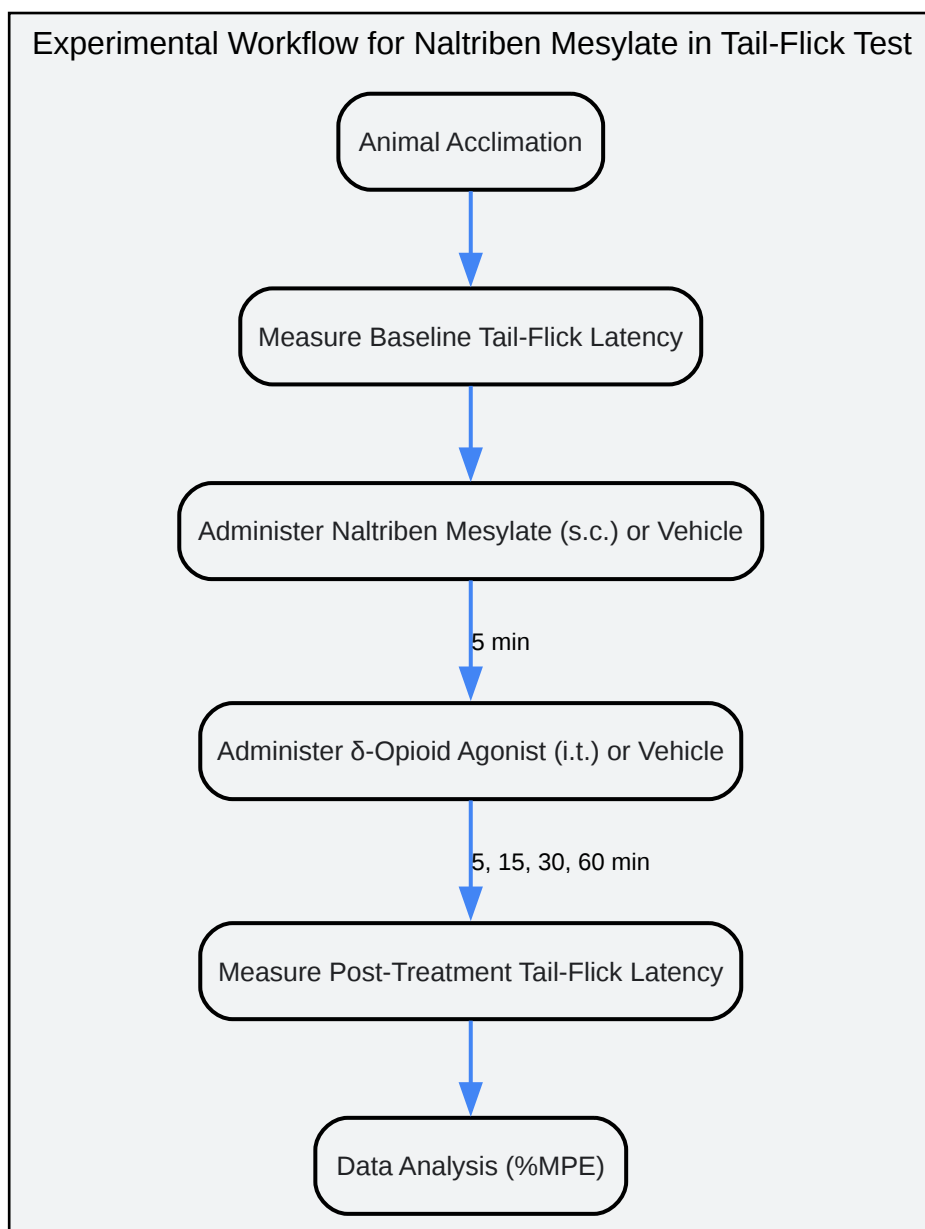 Experimental Workflow for Naltriben Mesylate in Tail-Flick Test
Animal Acclimation
Measure Baseline Tail-Flick Latency
Administer Naltriben Mesylate (s.c.) or Vehicle
5 min
Administer δ-Opioid Agonist (i.t.) or Vehicle
5, 15, 30, 60 min
Measure Post-Treatment Tail-Flick Latency
Data Analysis (%MPE)